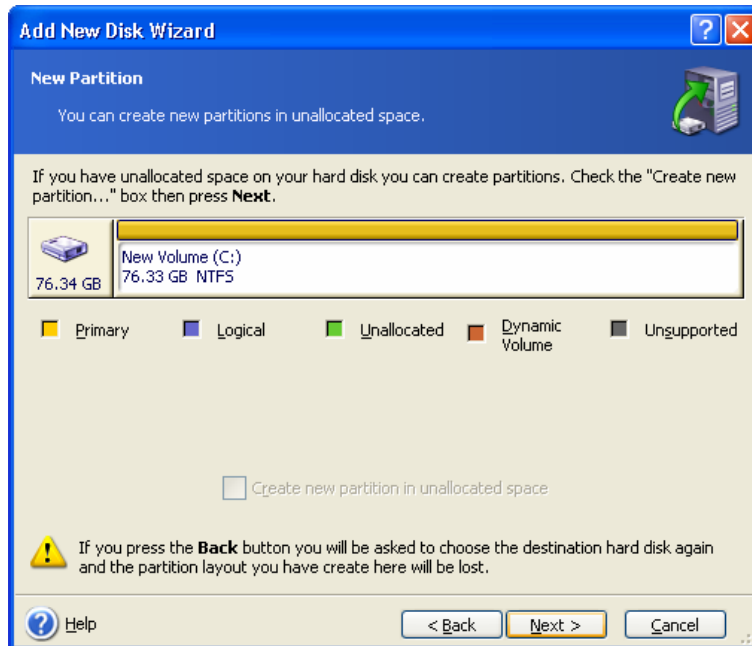 Add New Disk Wizard
New Partition
You can create new partitions in unallocated space.
If you have unallocated space on your hard disk you can create partitions. Check the "Create new
partition..." box then press Next.
New Volume (C:)
76.34 GB
76.33 GB NTFS
Primary
Logical
Unallocated
Dynamic
Volume
Unsupported
Create new partition in unallocated space
If you press the Back button you will be asked to choose the destination hard disk again
and the partition layout you have create here will be lost.
Help
< Back
Next >
Cancel